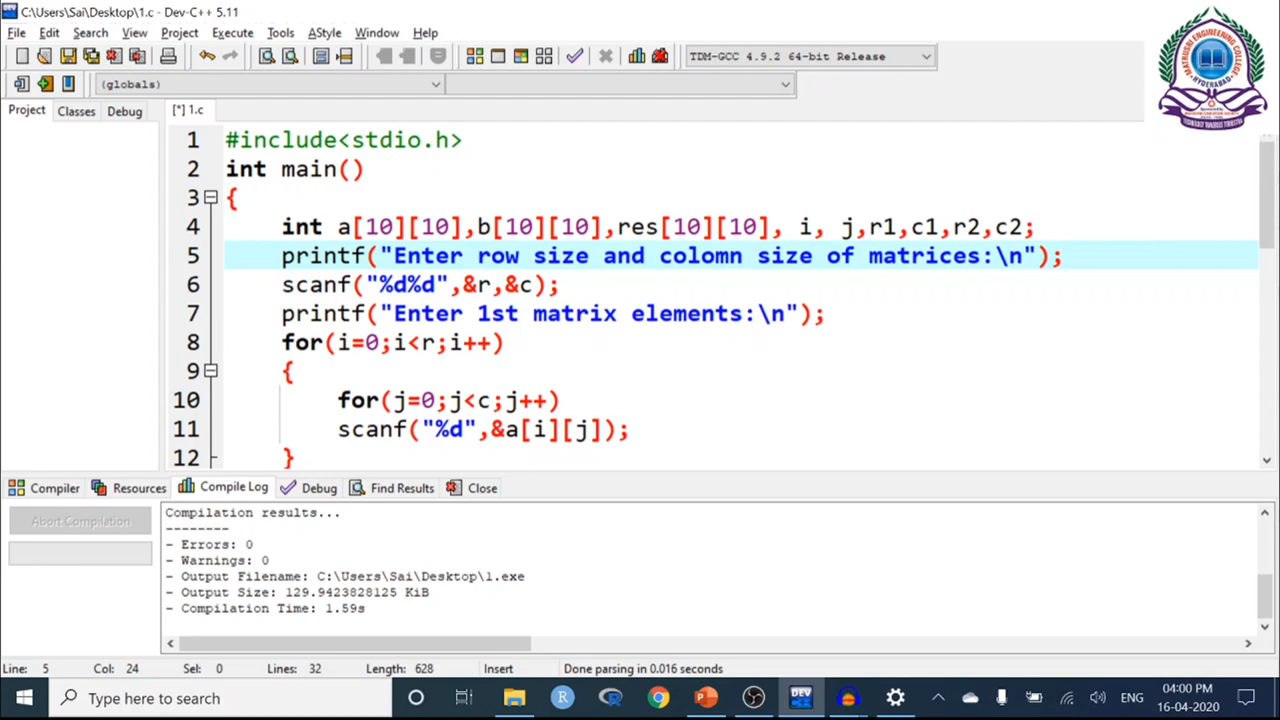 C:\Users\Sai\Desktop\1.c - Dev-C++ 5.11
File Edit Search View Project Execute Tools AStyle Window Help
TDM-GCC 4.9.2 64-bit Release
(globals)
Project Classes Debug [*] 1.c
1 #include<stdio.h>
2 int main()
3 {
4 int a[10][10],b[10][10],res[10][10], i, j,r1,c1,r2,c2;
5 printf("Enter row size and colomn size of matrices:\n");
6 scanf("%d%d",&r,&c);
7 printf("Enter 1st matrix elements:\n");
8 for(i=0;i<r;i++)
9 {
10 for(j=0;j<c;j++)
11 scanf("%d",&a[i][j]);
12 }
Compiler Resources Compile Log Debug Find Results Close
Abort Compilation
Compilation results...
--------
- Errors: 0
- Warnings: 0
- Output Filename: C:\Users\Sai\Desktop\1.exe
- Output Size: 129.9423828125 KiB
- Compilation Time: 1.59s
Line: 5 Col: 24 Sel: 0 Lines: 32 Length: 628 Insert Done parsing in 0.016 seconds
Type here to search
ENG
04:00 PM
16-04-2020
MATRUSRI ENGINEERING COLLEGE
HYDERABAD